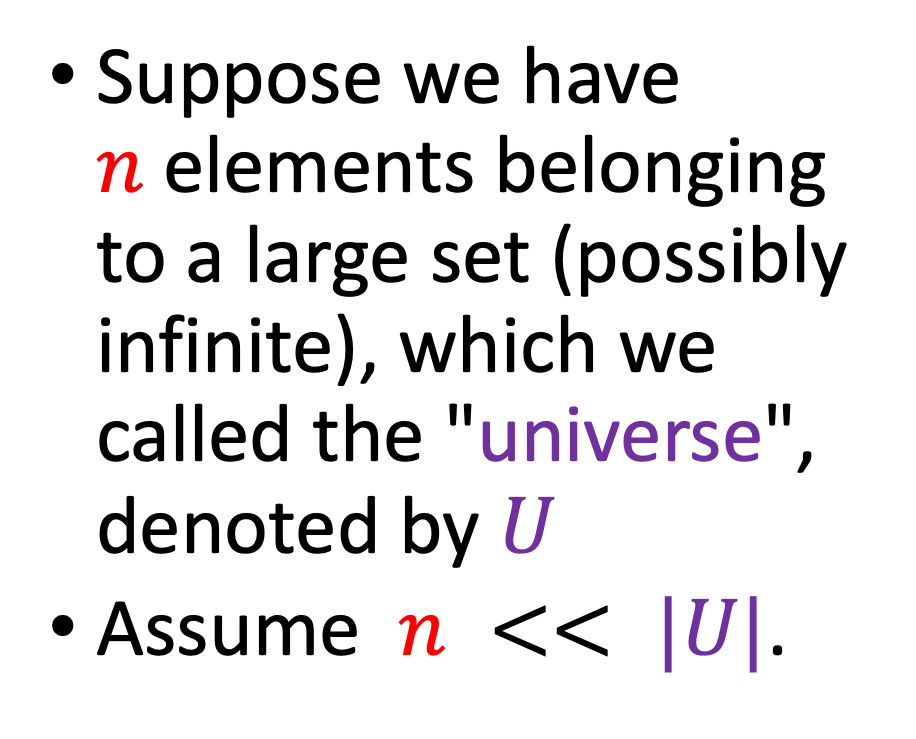 • Suppose we have
n elements belonging
to a large set (possibly
infinite), which we
called the "universe",
denoted by U
• Assume n << |U|.